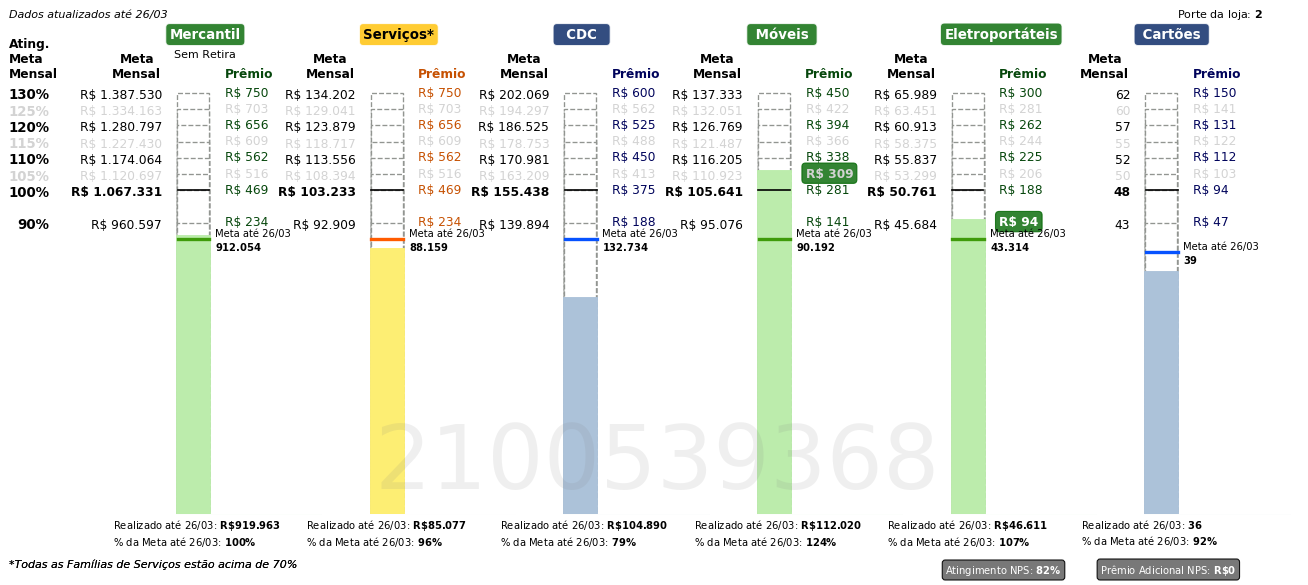 Dados atualizados até 26/03
Porte da loja: 2
Mercantil Serviços* CDC Móveis Eletroportáteis Cartões
Sem Retira
Ating. Meta Mensal
Meta Mensal Prêmio Meta Mensal Prêmio Meta Mensal Prêmio Meta Mensal Prêmio Meta Mensal Prêmio Meta Mensal Prêmio
130% R$ 1.387.530 R$ 750 R$ 134.202 R$ 750 R$ 202.069 R$ 600 R$ 137.333 R$ 450 R$ 65.989 R$ 300 62 R$ 150
125% R$ 1.334.163 R$ 703 R$ 129.041 R$ 703 R$ 194.297 R$ 562 R$ 132.051 R$ 422 R$ 63.451 R$ 281 60 R$ 141
120% R$ 1.280.797 R$ 656 R$ 123.879 R$ 656 R$ 186.525 R$ 525 R$ 126.769 R$ 394 R$ 60.913 R$ 262 57 R$ 131
115% R$ 1.227.430 R$ 609 R$ 118.717 R$ 609 R$ 178.753 R$ 488 R$ 121.487 R$ 366 R$ 58.375 R$ 244 55 R$ 122
110% R$ 1.174.064 R$ 562 R$ 113.556 R$ 562 R$ 170.981 R$ 450 R$ 116.205 R$ 338 R$ 55.837 R$ 225 52 R$ 112
105% R$ 1.120.697 R$ 516 R$ 108.394 R$ 516 R$ 163.209 R$ 413 R$ 110.923 R$ 309 R$ 53.299 R$ 206 50 R$ 103
100% R$ 1.067.331 R$ 469 R$ 103.233 R$ 469 R$ 155.438 R$ 375 R$ 105.641 R$ 281 R$ 50.761 R$ 188 48 R$ 94
90% R$ 960.597 R$ 234 R$ 92.909 R$ 234 R$ 139.894 R$ 188 R$ 95.076 R$ 141 R$ 45.684 R$ 94 43 R$ 47
Meta até 26/03 Meta até 26/03 Meta até 26/03 Meta até 26/03 Meta até 26/03 Meta até 26/03
912.054 88.159 132.734 90.192 43.314 39
2100539368
Realizado até 26/03: R$919.963 Realizado até 26/03: R$85.077 Realizado até 26/03: R$104.890 Realizado até 26/03: R$112.020 Realizado até 26/03: R$46.611 Realizado até 26/03: 36
% da Meta até 26/03: 100% % da Meta até 26/03: 96% % da Meta até 26/03: 79% % da Meta até 26/03: 124% % da Meta até 26/03: 107% % da Meta até 26/03: 92%
*Todas as Famílias de Serviços estão acima de 70%
Atingimento NPS: 82% Prêmio Adicional NPS: R$0